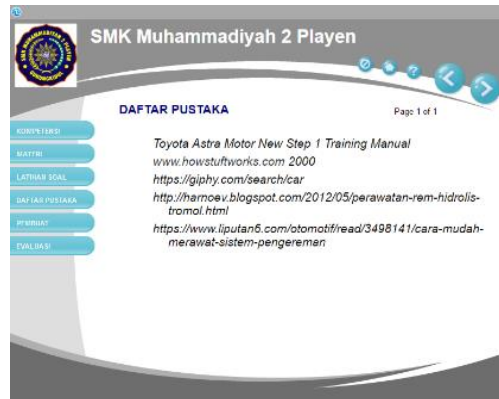 SMK Muhammadiyah 2 Playen
DAFTAR PUSTAKA
Page 1 of 1
KOMPETENSI
MATERI
LATIHAN SOAL
DAFTAR PUSTAKA
PEMBUAT
EVALUASI
Toyota Astra Motor New Step 1 Training Manual
www.howstuftworks.com 2000
https://giphy.com/search/car
http://harnoev.blogspot.com/2012/05/perawatan-rem-hidrolis-
tromol.html
https://www.liputan6.com/otomotif/read/3498141/cara-mudah-
merawat-sistem-pengereman